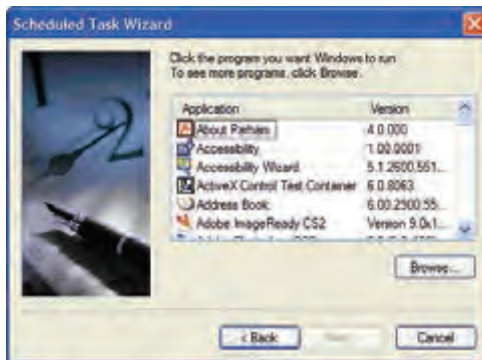 Scheduled Task Wizard
Click the program you want Windows to run
To see more programs, click Browse.
Application Version
About Parham 4.0.000
Accessibility 1.00.0001
Accessibility Wizard 5.1.2600.551...
ActiveX Control Test Container 6.0.8063
Address Book 6.00.2900.55...
Adobe ImageReady CS2 Version 9.0x1...
Browse...
< Back
Cancel